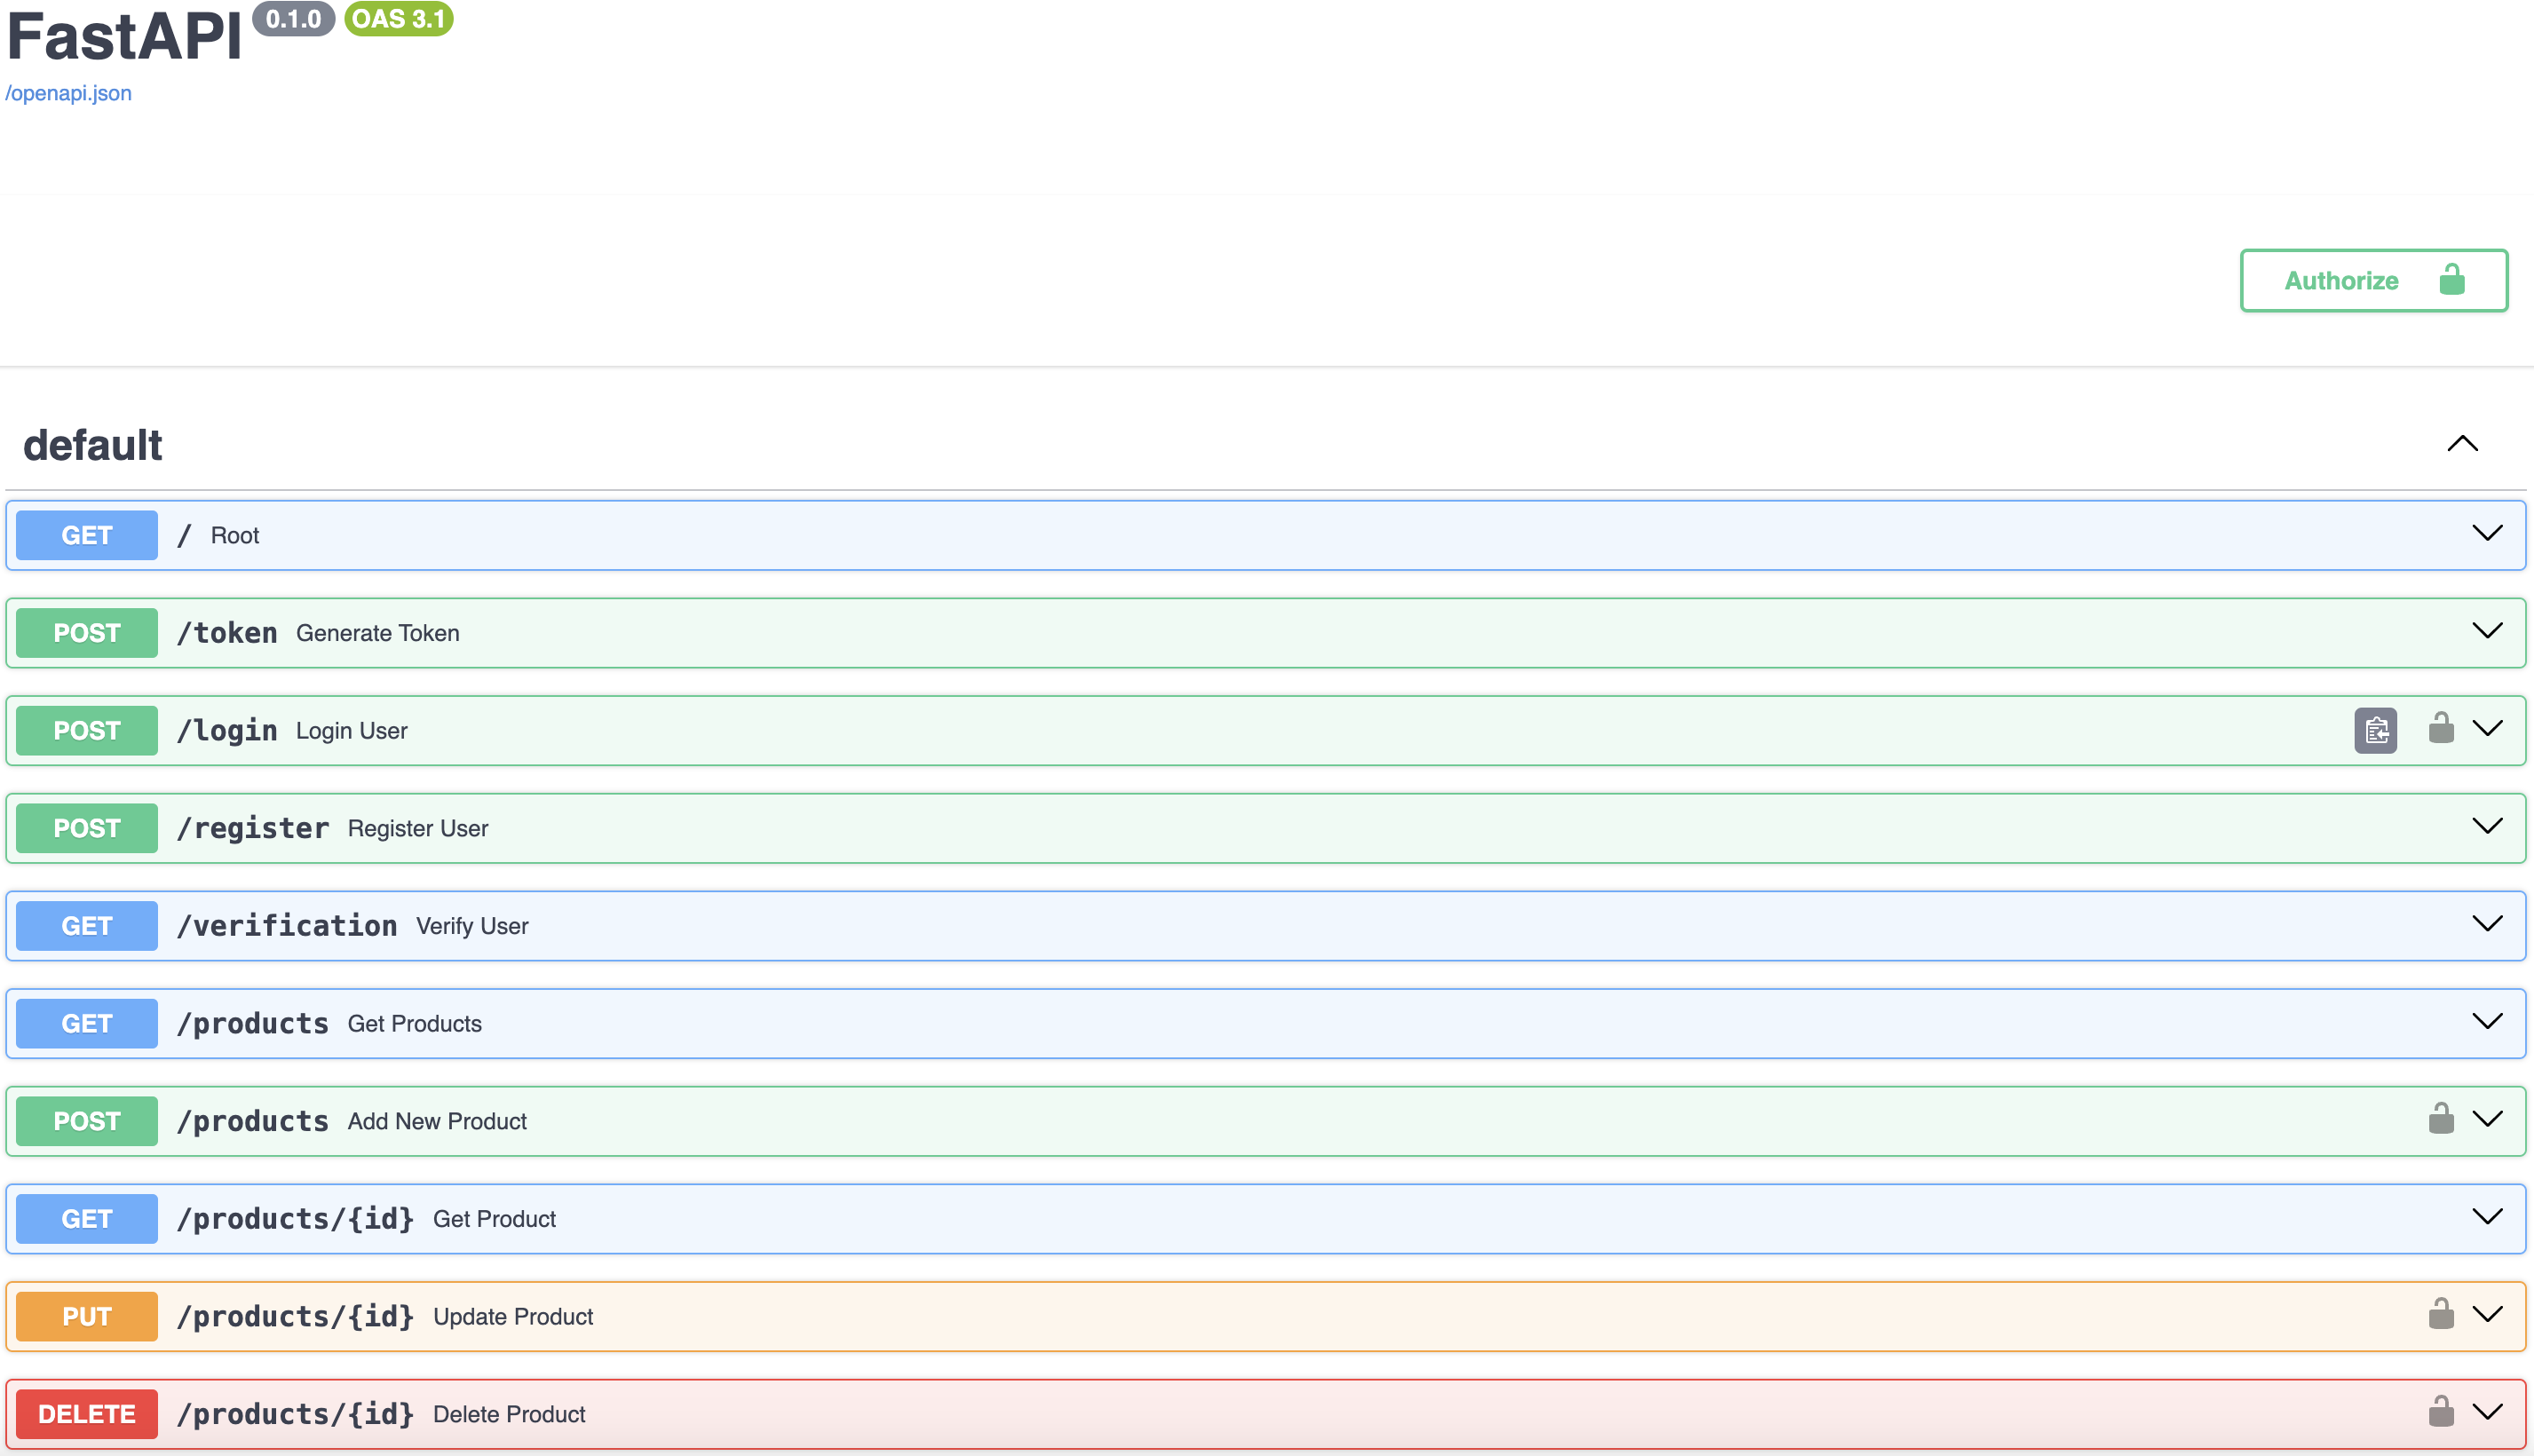 FastAPI 0.1.0 OAS 3.1
/openapi.json
Authorize
default
GET / Root
POST /token Generate Token
POST /login Login User
POST /register Register User
GET /verification Verify User
GET /products Get Products
POST /products Add New Product
GET /products/{id} Get Product
PUT /products/{id} Update Product
DELETE /products/{id} Delete Product